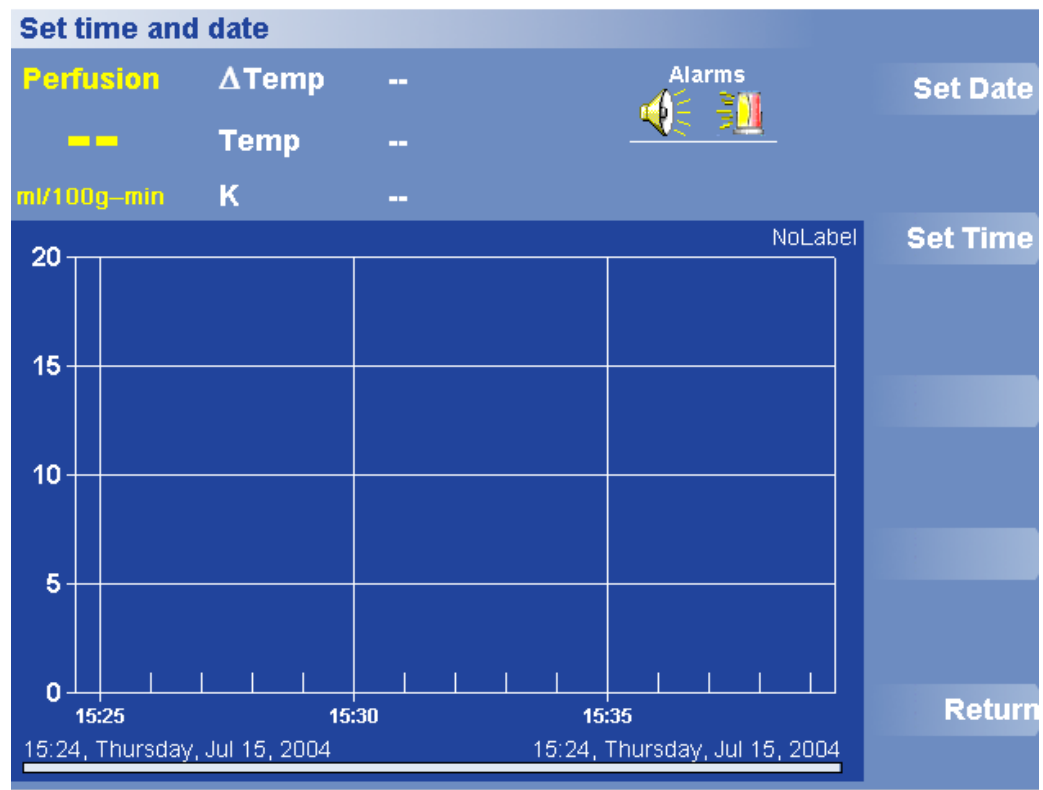 Set time and date
Perfusion ΔTemp -- Alarms Set Date
-- Temp --
ml/100g–min K --
NoLabel Set Time
20
15
10
5
0
15:25 15:30 15:35
Return
15:24, Thursday, Jul 15, 2004 15:24, Thursday, Jul 15, 2004